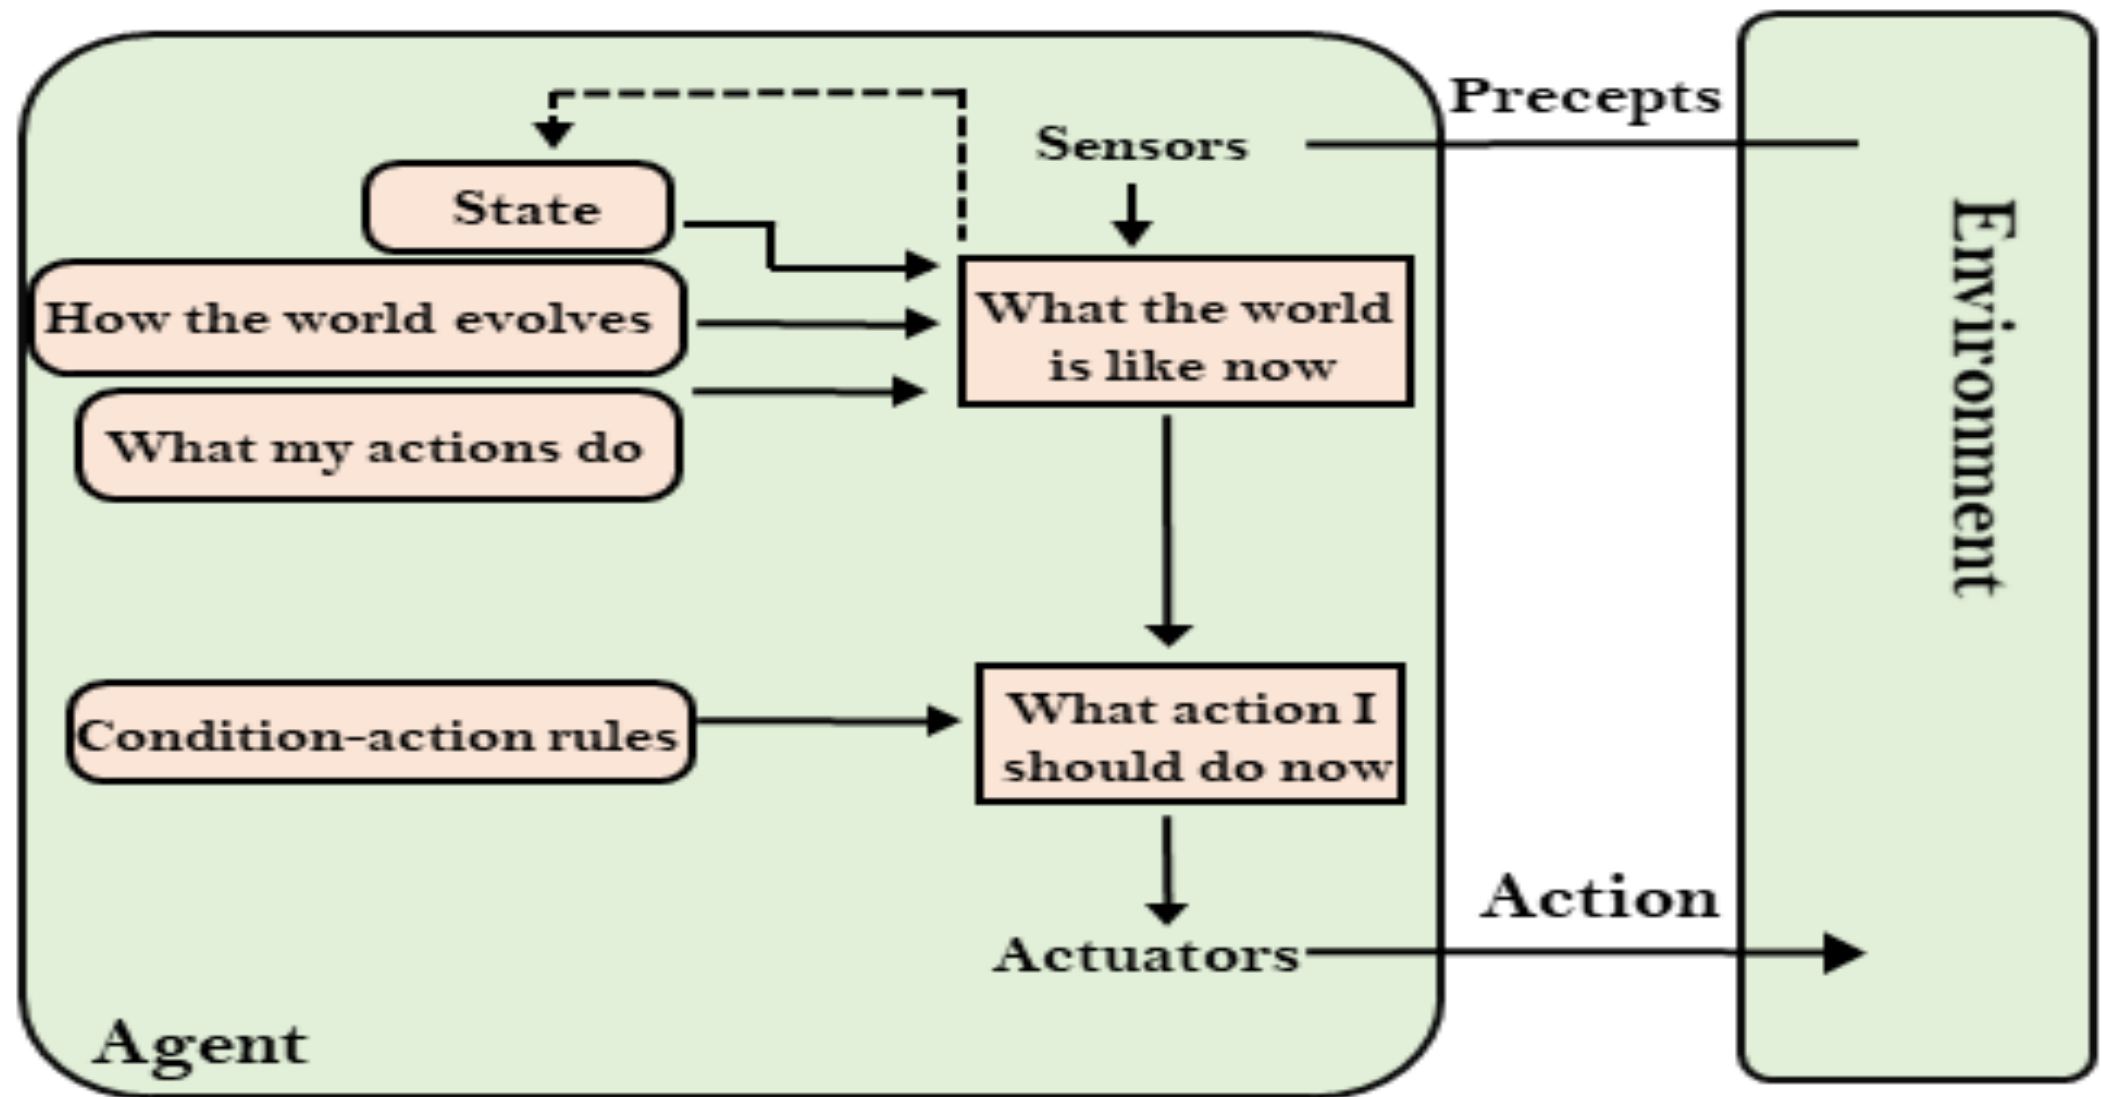 Precepts
Sensors
State
How the world evolves
What the world
is like now
What my actions do
Environment
Condition-action rules
What action I
should do now
Action
Actuators
Agent